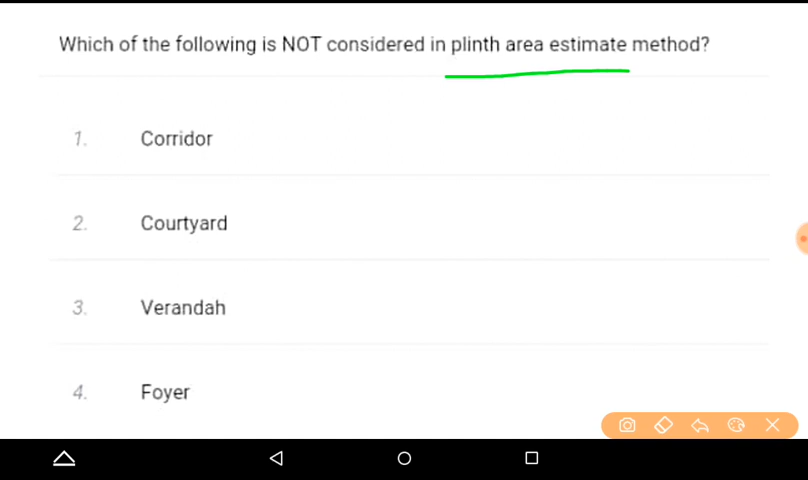 Which of the following is NOT considered in plinth area estimate method?
1. Corridor
2. Courtyard
3. Verandah
4. Foyer